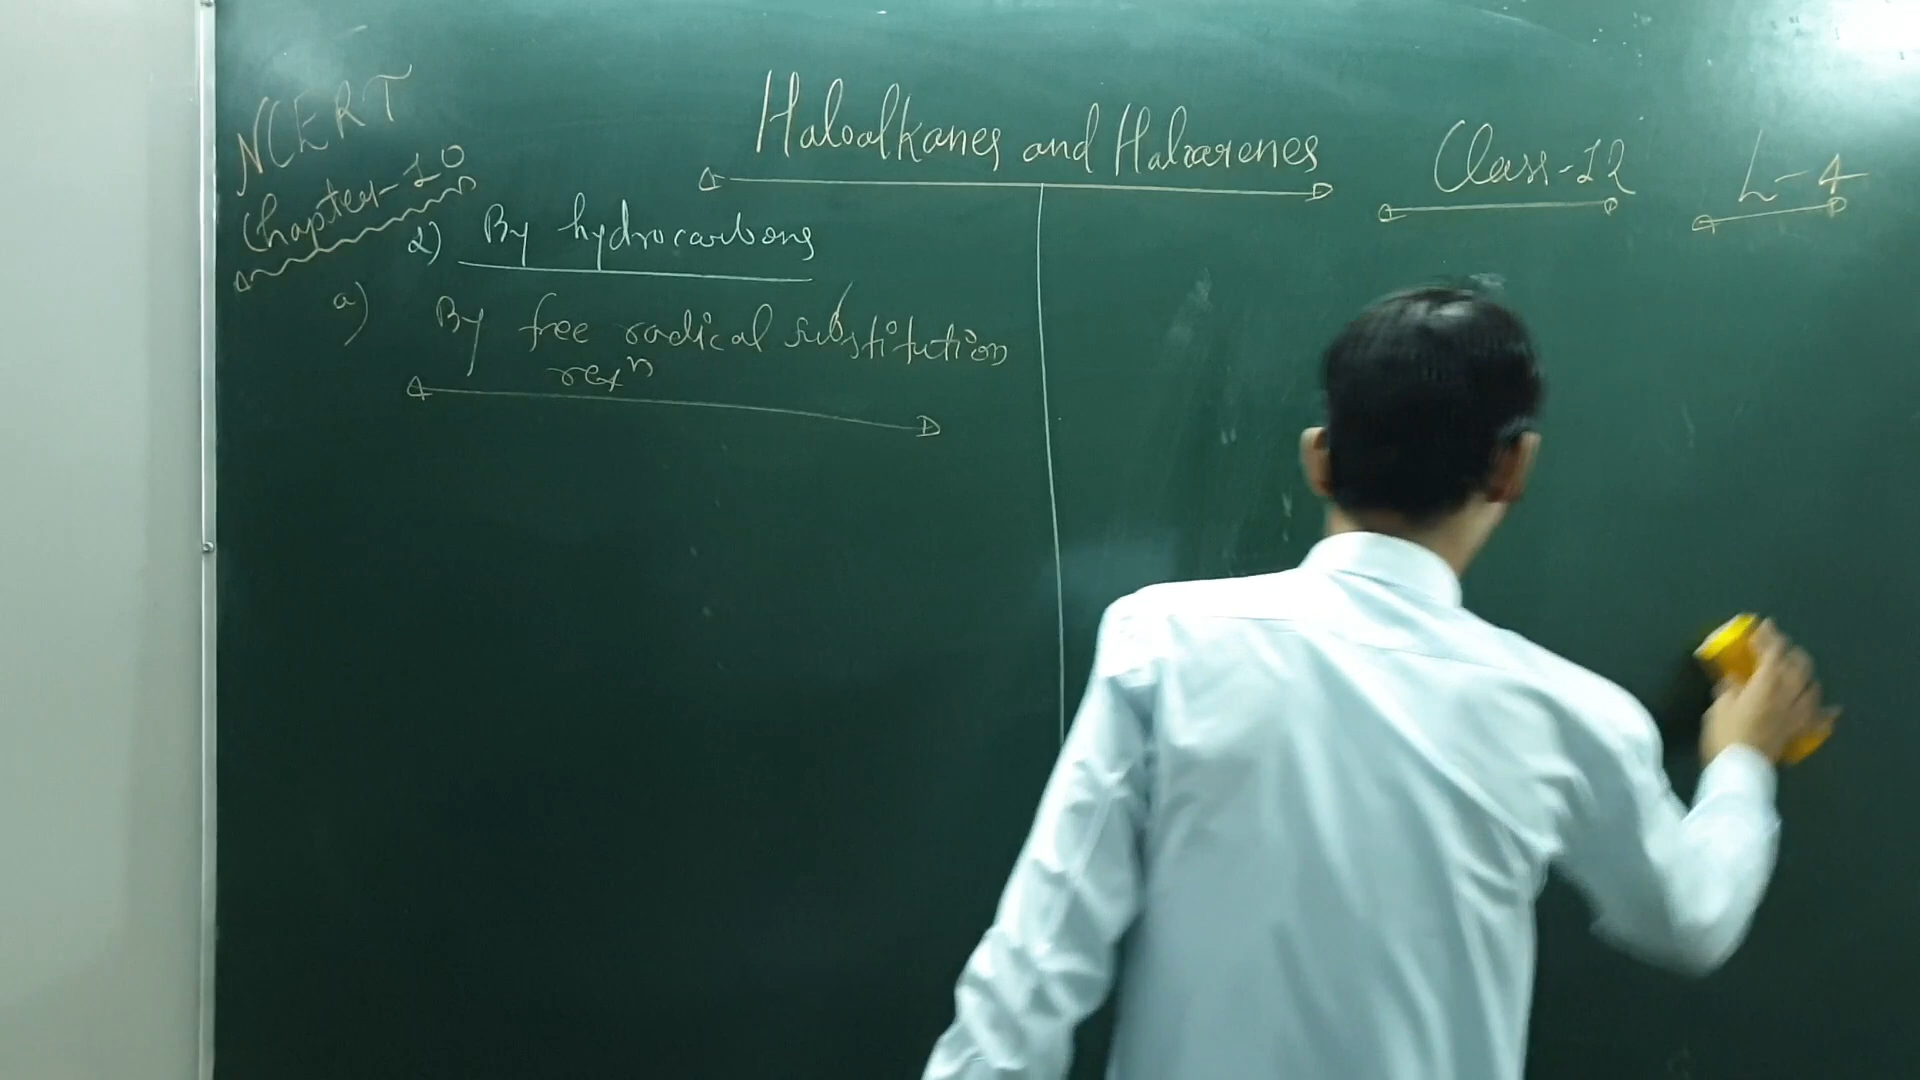 NCERT
Chapter-10
Haloalkanes and Haloarenes
Class-12
L-4
2) By hydrocarbons
a) By free radical substitution
rexⁿ